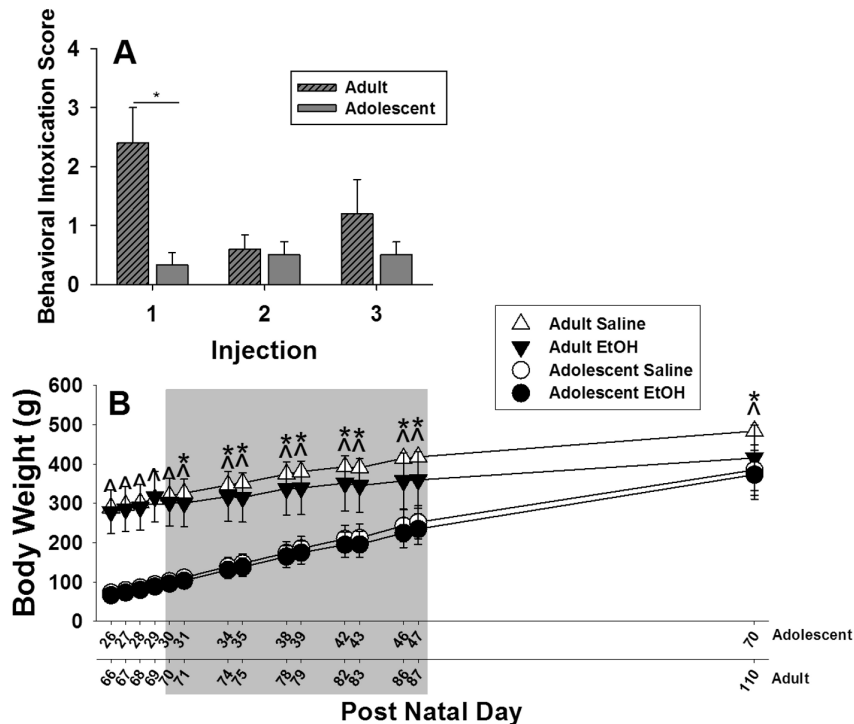 A
Behavioral Intoxication Score
4
3
2
1
0
*
Adult
Adolescent
1 2 3
Injection
Adult Saline
Adult EtOH
Adolescent Saline
Adolescent EtOH
B
Body Weight (g)
600
500
400
300
200
100
0
^ ^ ^ ^ ^ *^ *^ *^ *^ *^ *^ *^ *^ *^ *^
26 27 28 29 30 31 34 35 38 39 42 43 46 47 70 Adolescent
66 67 68 69 70 71 74 75 78 79 82 83 86 87 110 Adult
Post Natal Day